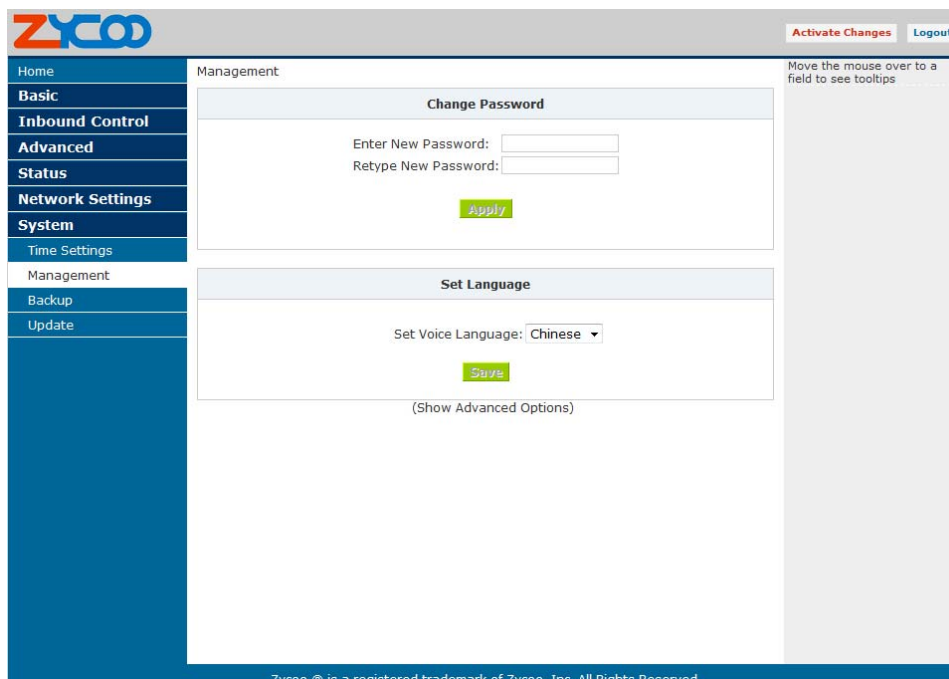 ZYCOO
Activate Changes
Logout
Home
Basic
Inbound Control
Advanced
Status
Network Settings
System
Time Settings
Management
Backup
Update
Management
Change Password
Enter New Password:
Retype New Password:
Apply
Set Language
Set Voice Language: Chinese
Save
(Show Advanced Options)
Move the mouse over to a
field to see tooltips
Zycoo ® is a registered trademark of Zycoo, Inc. All Rights Reserved